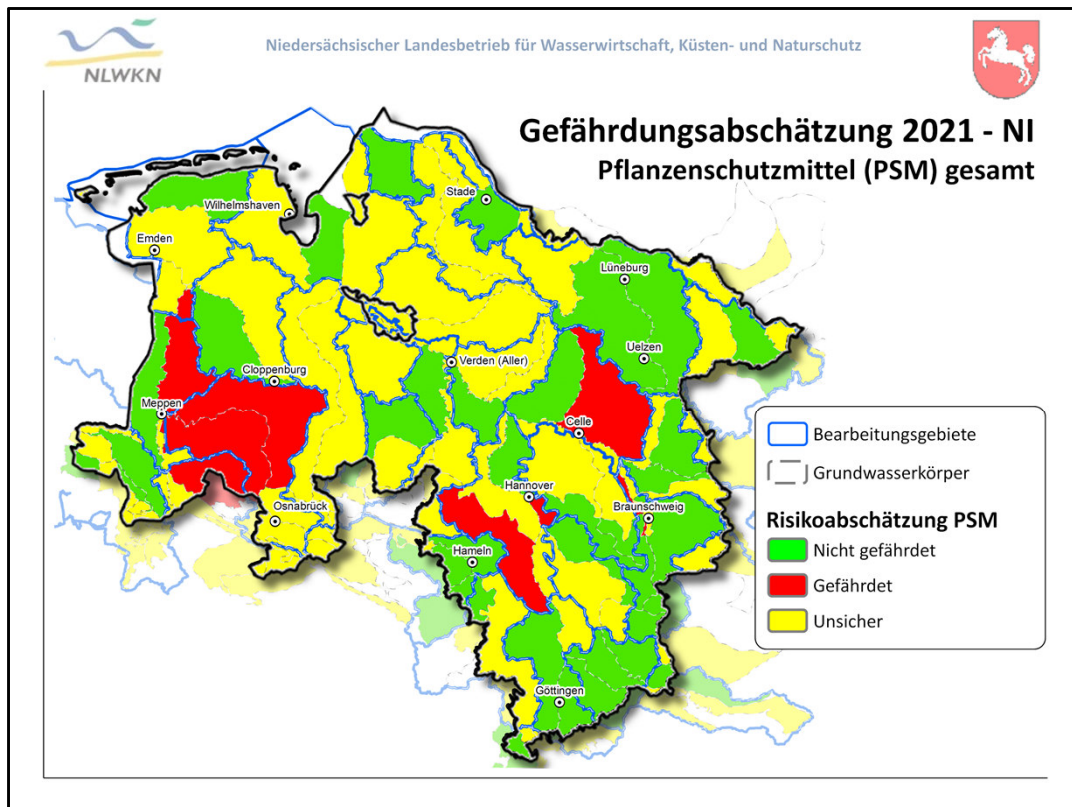 Niedersächsischer Landesbetrieb für Wasserwirtschaft, Küsten- und Naturschutz
NLWKN
Gefährdungsabschätzung 2021 - NI
Pflanzenschutzmittel (PSM) gesamt
Stade
Wilhelmshaven
Emden
Lüneburg
Uelzen
Verden (Aller)
Cloppenburg
Meppen
Celle
Hannover
Osnabrück
Braunschweig
Hameln
Göttingen
Bearbeitungsgebiete
Grundwasserkörper
Risikoabschätzung PSM
Nicht gefährdet
Gefährdet
Unsicher